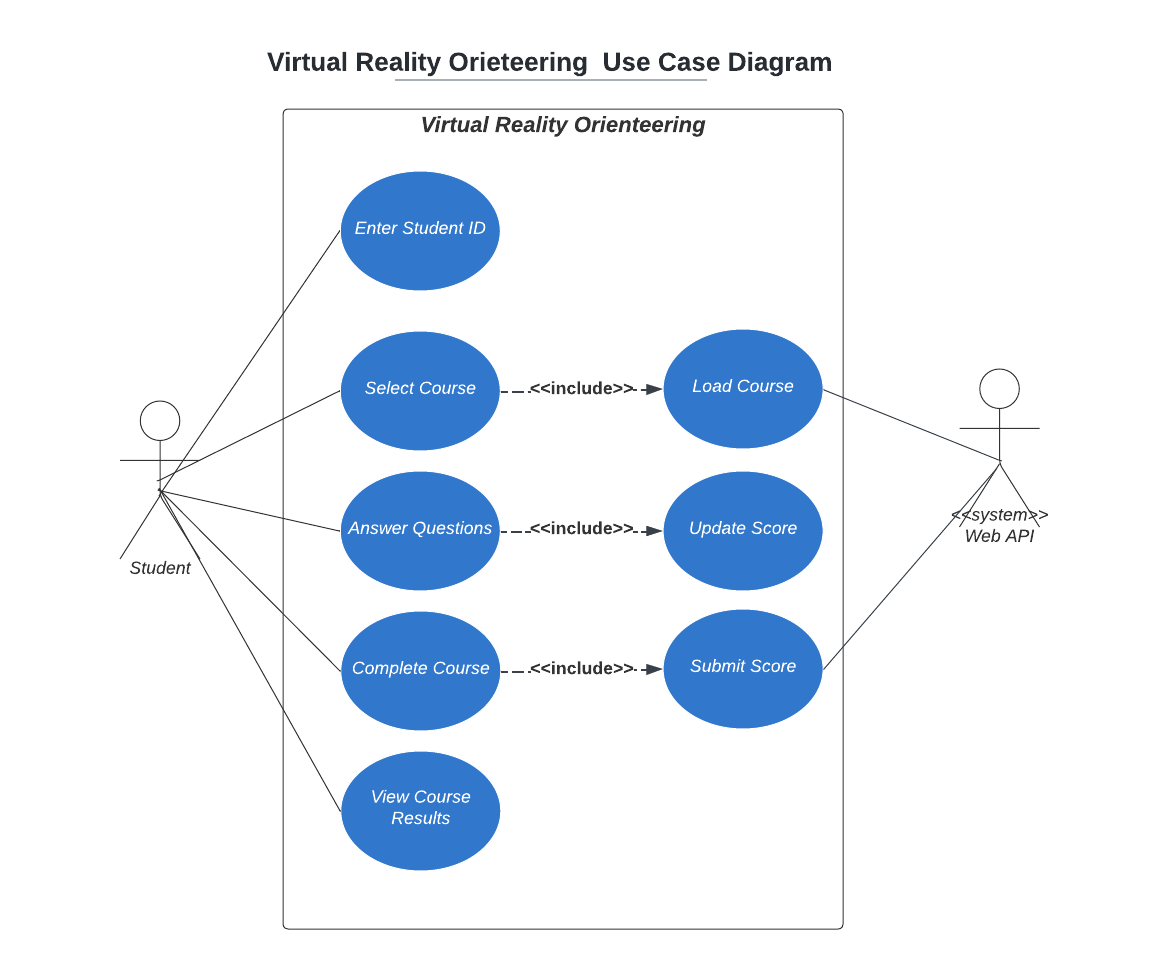 Virtual Reality Orieteering  Use Case Diagram
Virtual Reality Orienteering
Enter Student ID
Select Course
<<include>>
Load Course
Answer Questions
<<include>>
Update Score
Complete Course
<<include>>
Submit Score
View Course
Results
Student
<<system>>
Web API